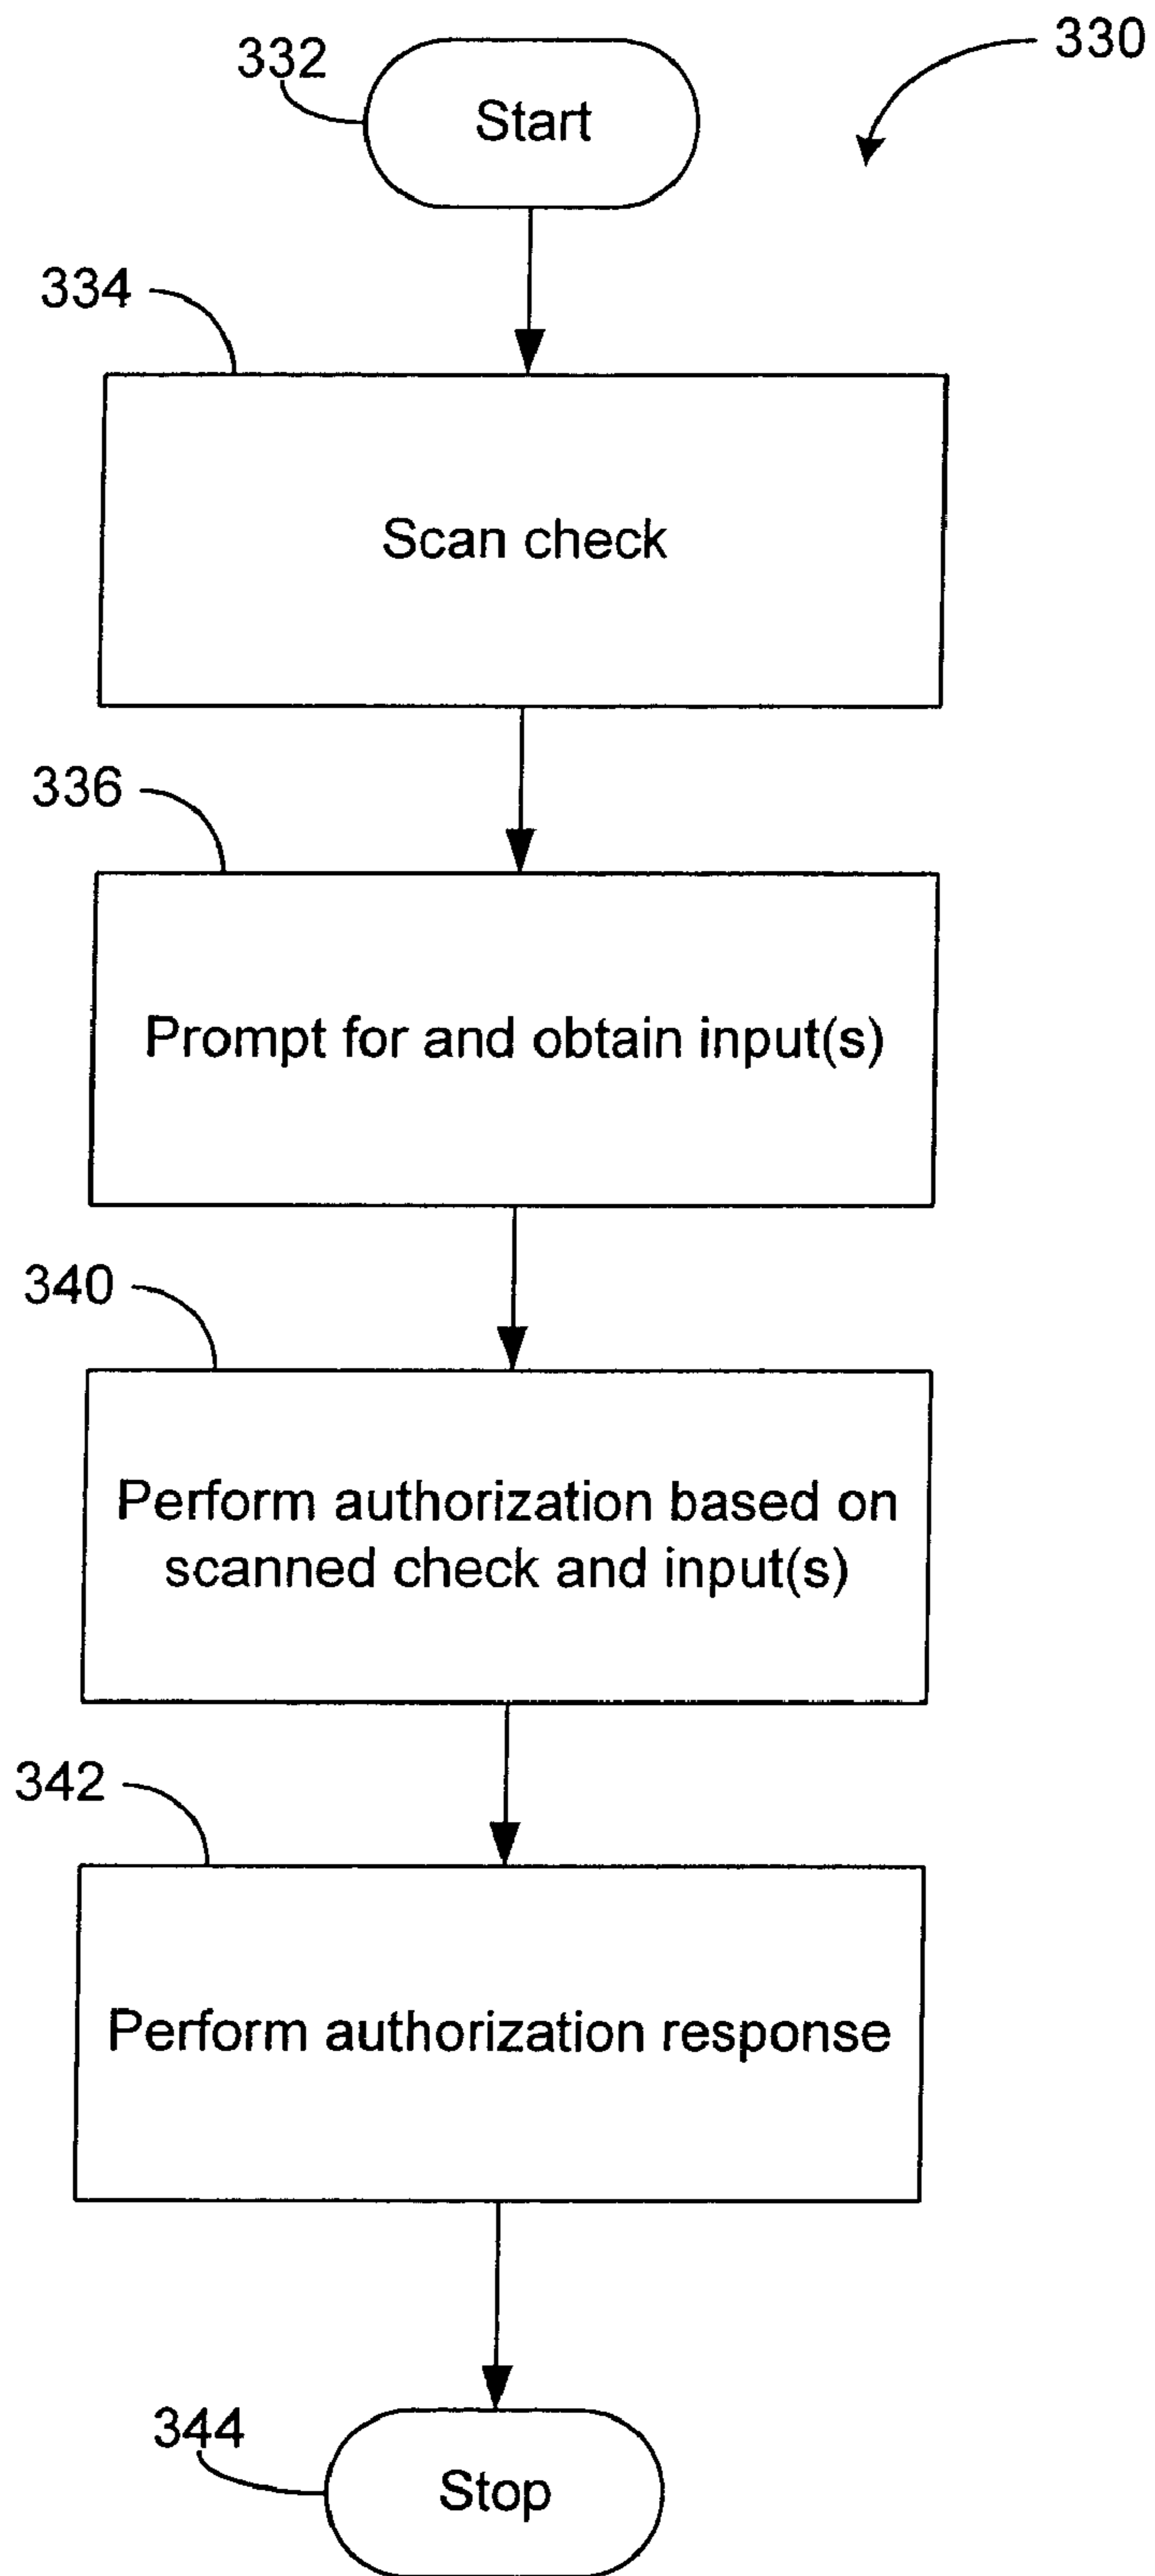 330
332
Start
334
Scan check
336
Prompt for and obtain input(s)
340
Perform authorization based on
scanned check and input(s)
342
Perform authorization response
344
Stop